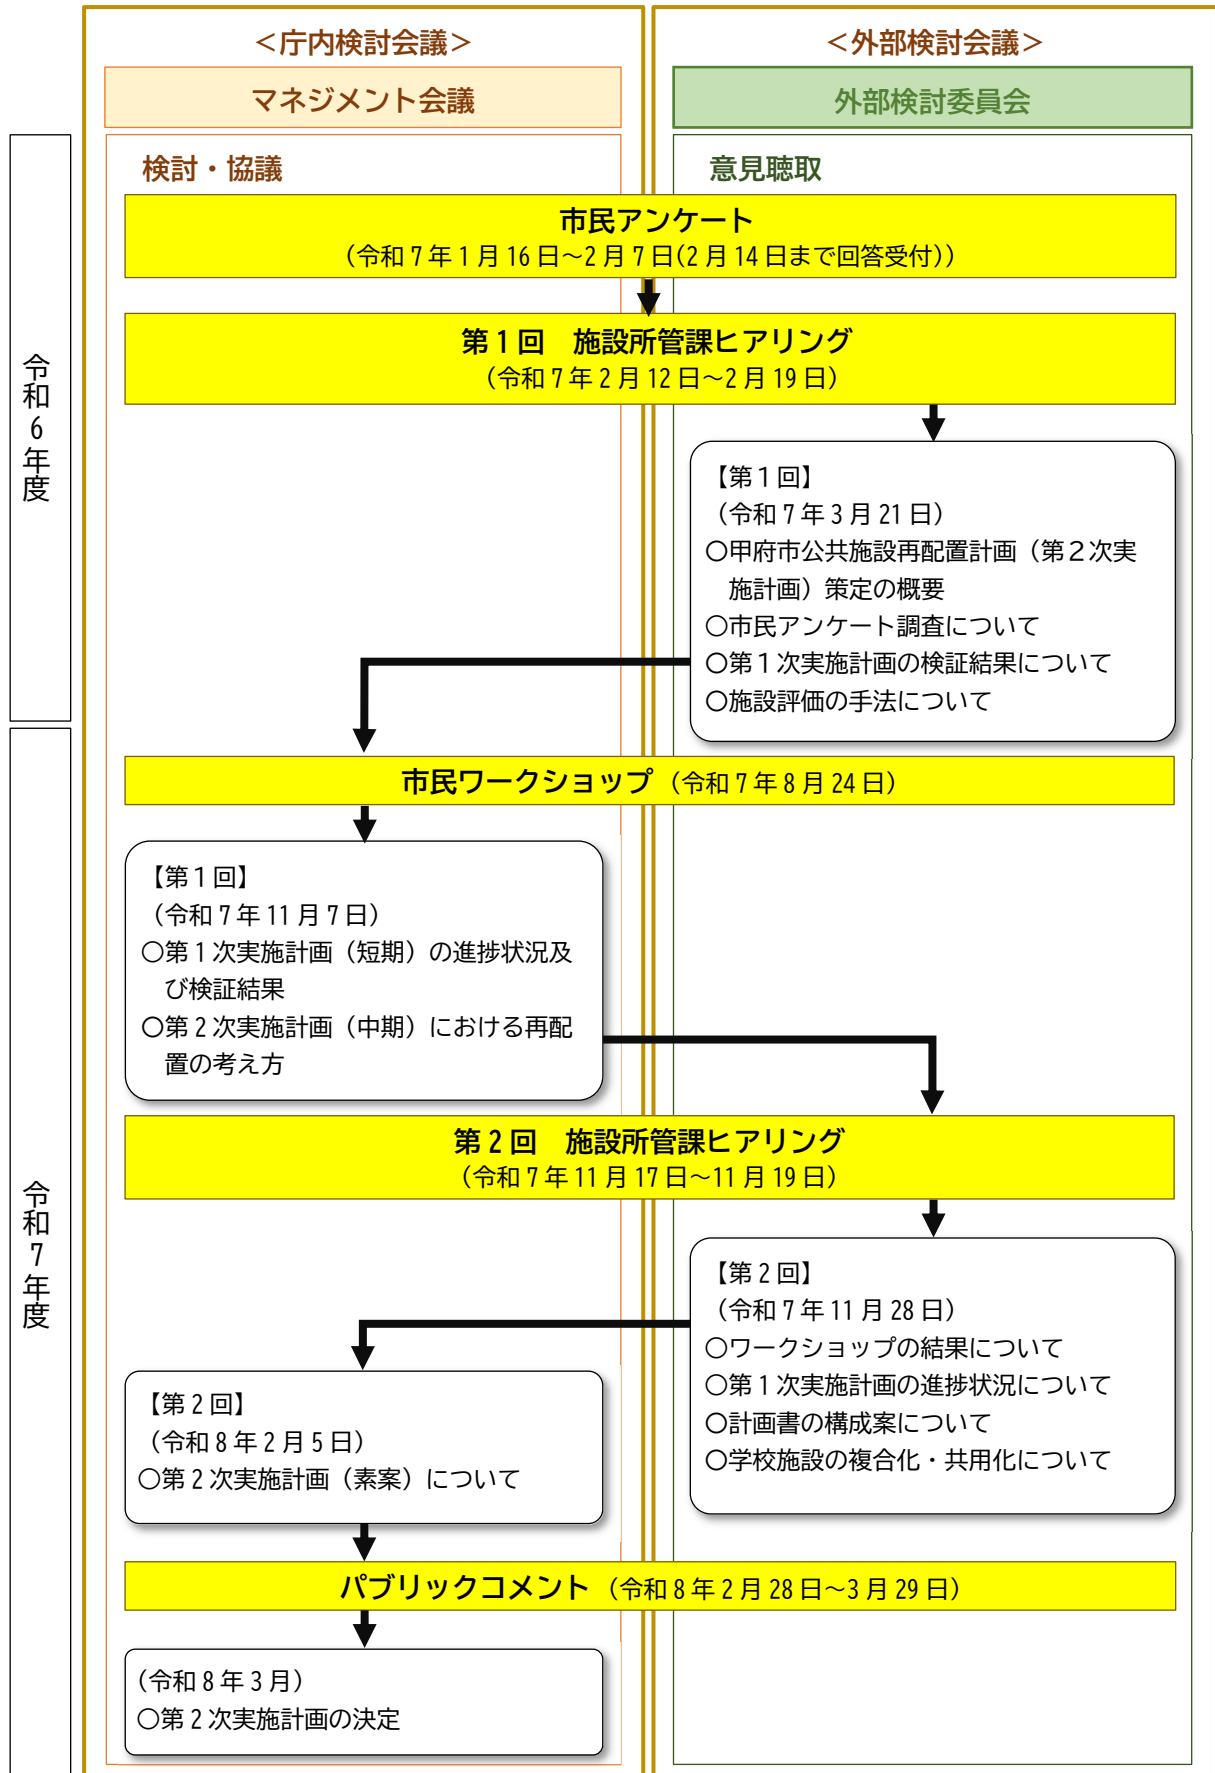 ＜庁内検討会議＞
マネジメント会議
検討・協議
＜外部検討会議＞
外部検討委員会
意見聴取
令和６年度
市民アンケート
（令和７年１月16日～2月７日(2月14日まで回答受付)）
第１回　施設所管課ヒアリング
（令和７年２月12日～2月19日）
【第１回】
（令和７年３月21日）
○甲府市公共施設再配置計画（第２次実
施計画）策定の概要
○市民アンケート調査について
○第１次実施計画の検証結果について
○施設評価の手法について
令和７年度
市民ワークショップ（令和７年８月24日）
【第１回】
（令和７年11月７日）
○第１次実施計画（短期）の進捗状況及
び検証結果
○第２次実施計画（中期）における再配
置の考え方
第２回　施設所管課ヒアリング
（令和７年11月17日～11月19日）
【第２回】
（令和７年11月28日）
○ワークショップの結果について
○第１次実施計画の進捗状況について
○計画書の構成案について
○学校施設の複合化・共用化について
【第２回】
（令和８年２月５日）
○第２次実施計画（素案）について
パブリックコメント（令和８年２月28日～3月29日）
(令和８年３月)
○第２次実施計画の決定